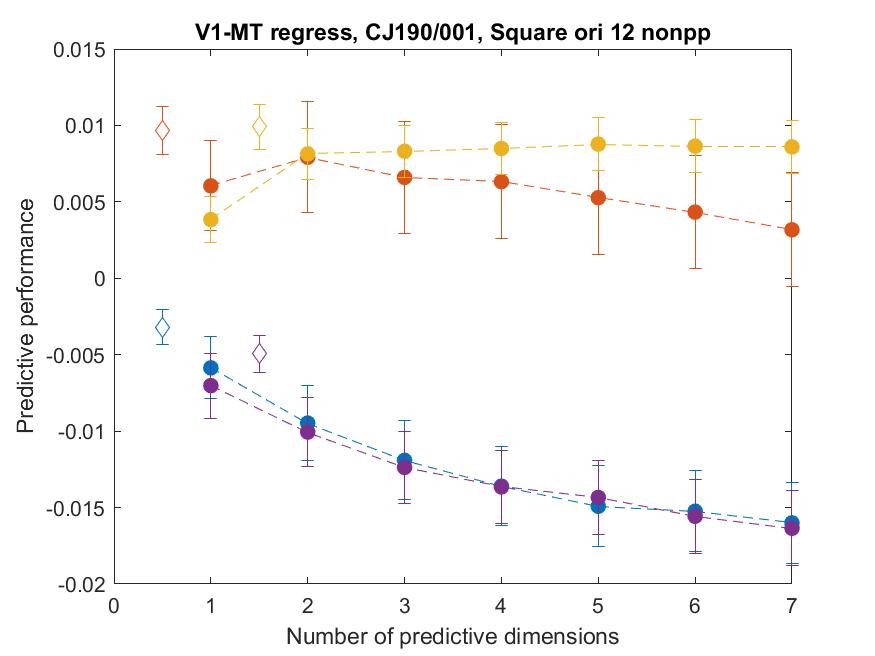 V1-MT regress, CJ190/001, Square ori 12 nonpp
Predictive performance
0.015
0.01
0.005
0
-0.005
-0.01
-0.015
-0.02
0 1 2 3 4 5 6 7
Number of predictive dimensions